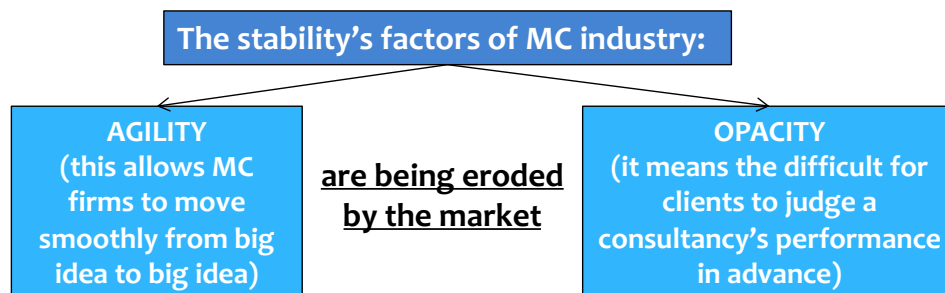 The stability’s factors of MC industry:
AGILITY
(this allows MC
firms to move
smoothly from big
idea to big idea)
are being eroded
by the market
OPACITY
(it means the difficult for
clients to judge a
consultancy’s performance
in advance)